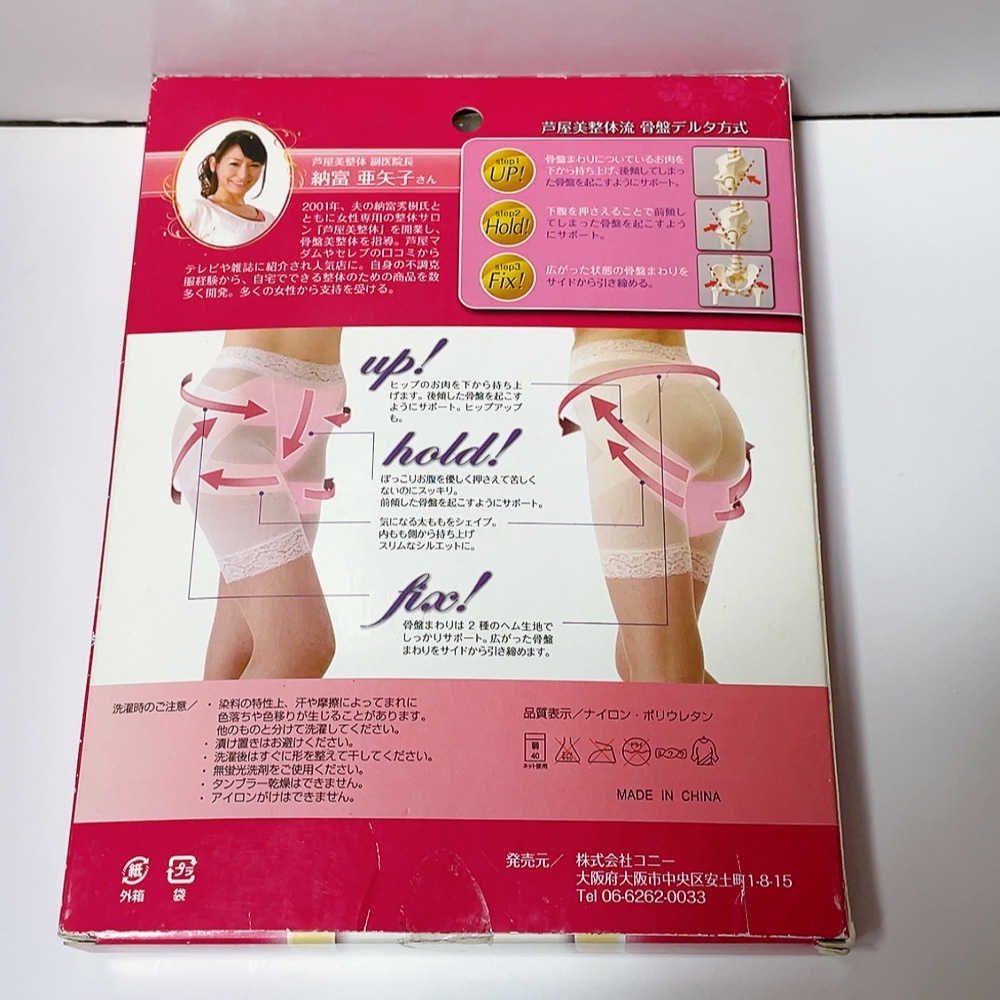 芦屋美整体 副医院長
納富 亜矢子さん
2001年、夫の納富秀樹氏と
ともに女性専用の整体サロ
ン「芦屋美整体」を開業し、
骨盤美整体を指導。芦屋マ
ダムやセレブの口コミから
テレビや雑誌に紹介され人気店に。自身の不調克
服経験から、自宅でできる整体のための商品を数
多く開発。多くの女性から支持を受ける。
芦屋美整体流 骨盤デルタ方式
step1
UP!
骨盤まわりについているお肉を
下から持ち上げ、後傾してしまっ
た骨盤を起こすようにサポート。
step2
Hold!
下腹を押さえることで前傾し
てしまった骨盤を起こすよう
にサポート。
step3
Fix!
広がった状態の骨盤まわりを
サイドから引き締める。
up!
ヒップのお肉を下から持ち上
げます。後傾した骨盤を起こす
ようにサポート。ヒップアップ
も。
hold!
ぽっこりお腹を優しく押さえて苦しく
ないのにスッキリ。
前傾した骨盤を起こすようにサポート。
気になる太ももをシェイプ。
内もも側から持ち上げ
スリムなシルエットに。
fix!
骨盤まわりは2種のヘム生地で
しっかりサポート。広がった骨盤
まわりをサイドから引き締めます。
洗濯時のご注意／
・染料の特性上、汗や摩擦によってまれに
色落ちや色移りが生じることがあります。
他のものと分けて洗濯してください。
・漬け置きはお避けください。
・洗濯後はすぐに形を整えて干してください。
・無蛍光洗剤をご使用ください。
・タンブラー乾燥はできません。
・アイロンがけはできません。
品質表示／ナイロン・ポリウレタン
弱
40
ネット使用
MADE IN CHINA
紙
外箱
プラ
袋
発売元／ 株式会社コニー
大阪府大阪市中央区安土町1-8-15
Tel 06-6262-0033